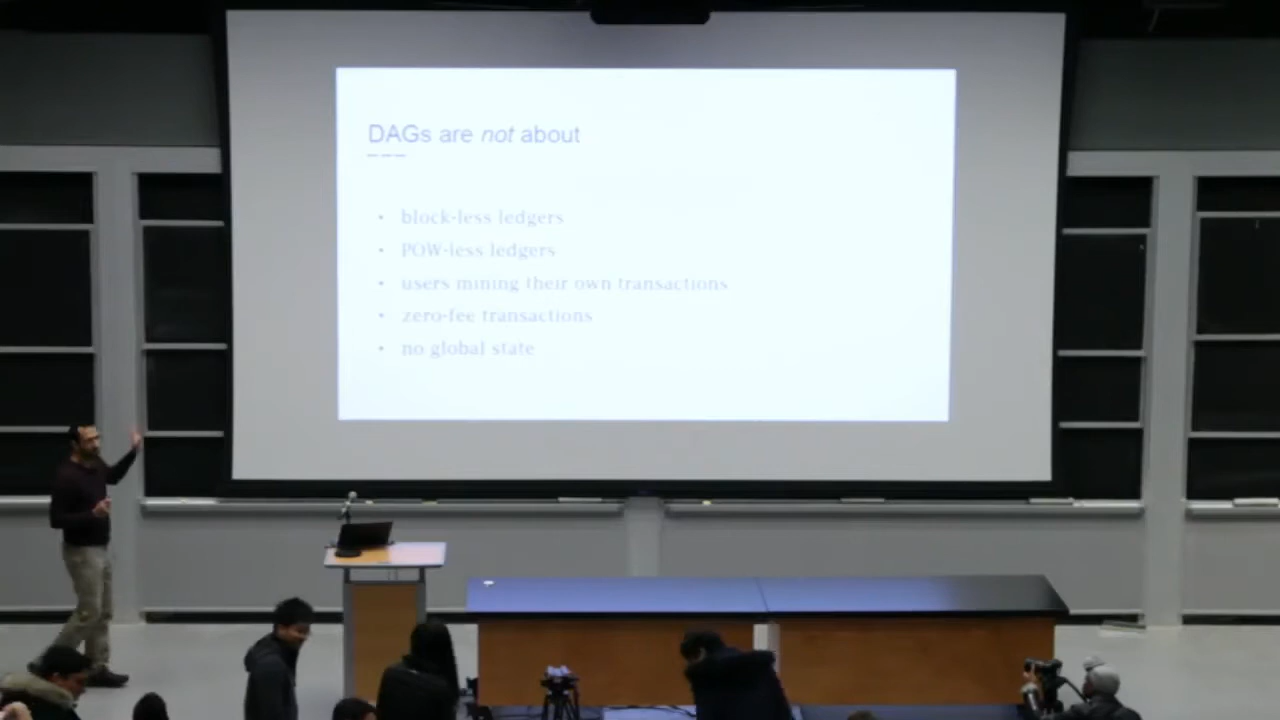 DAGs are not about
• block-less ledgers
• POW-less ledgers
• users mining their own transactions
• zero-fee transactions
• no global state